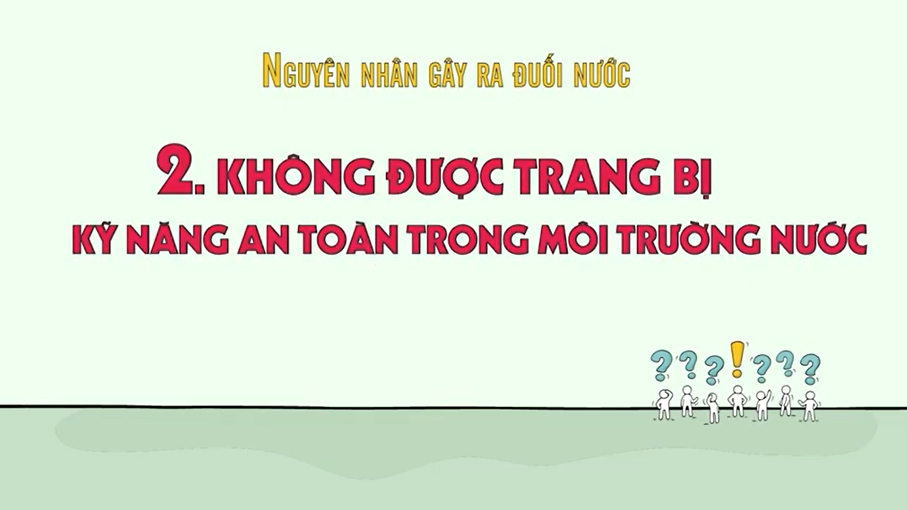 NGUYÊN NHÂN GÂY RA ĐUỐI NƯỚC
2. KHÔNG ĐƯỢC TRANG BỊ
KỸ NĂNG AN TOÀN TRONG MÔI TRƯỜNG NƯỚC
? ? ? ! ? ? ?